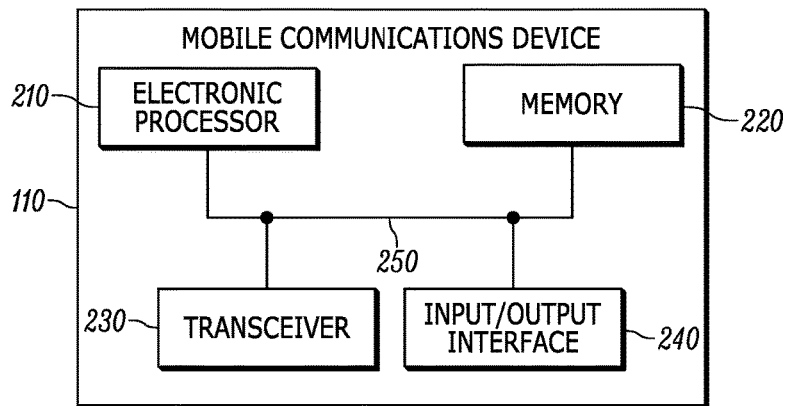 MOBILE COMMUNICATIONS DEVICE
210
ELECTRONIC
PROCESSOR
MEMORY
220
110
250
230
TRANSCEIVER
INPUT/OUTPUT
INTERFACE
240